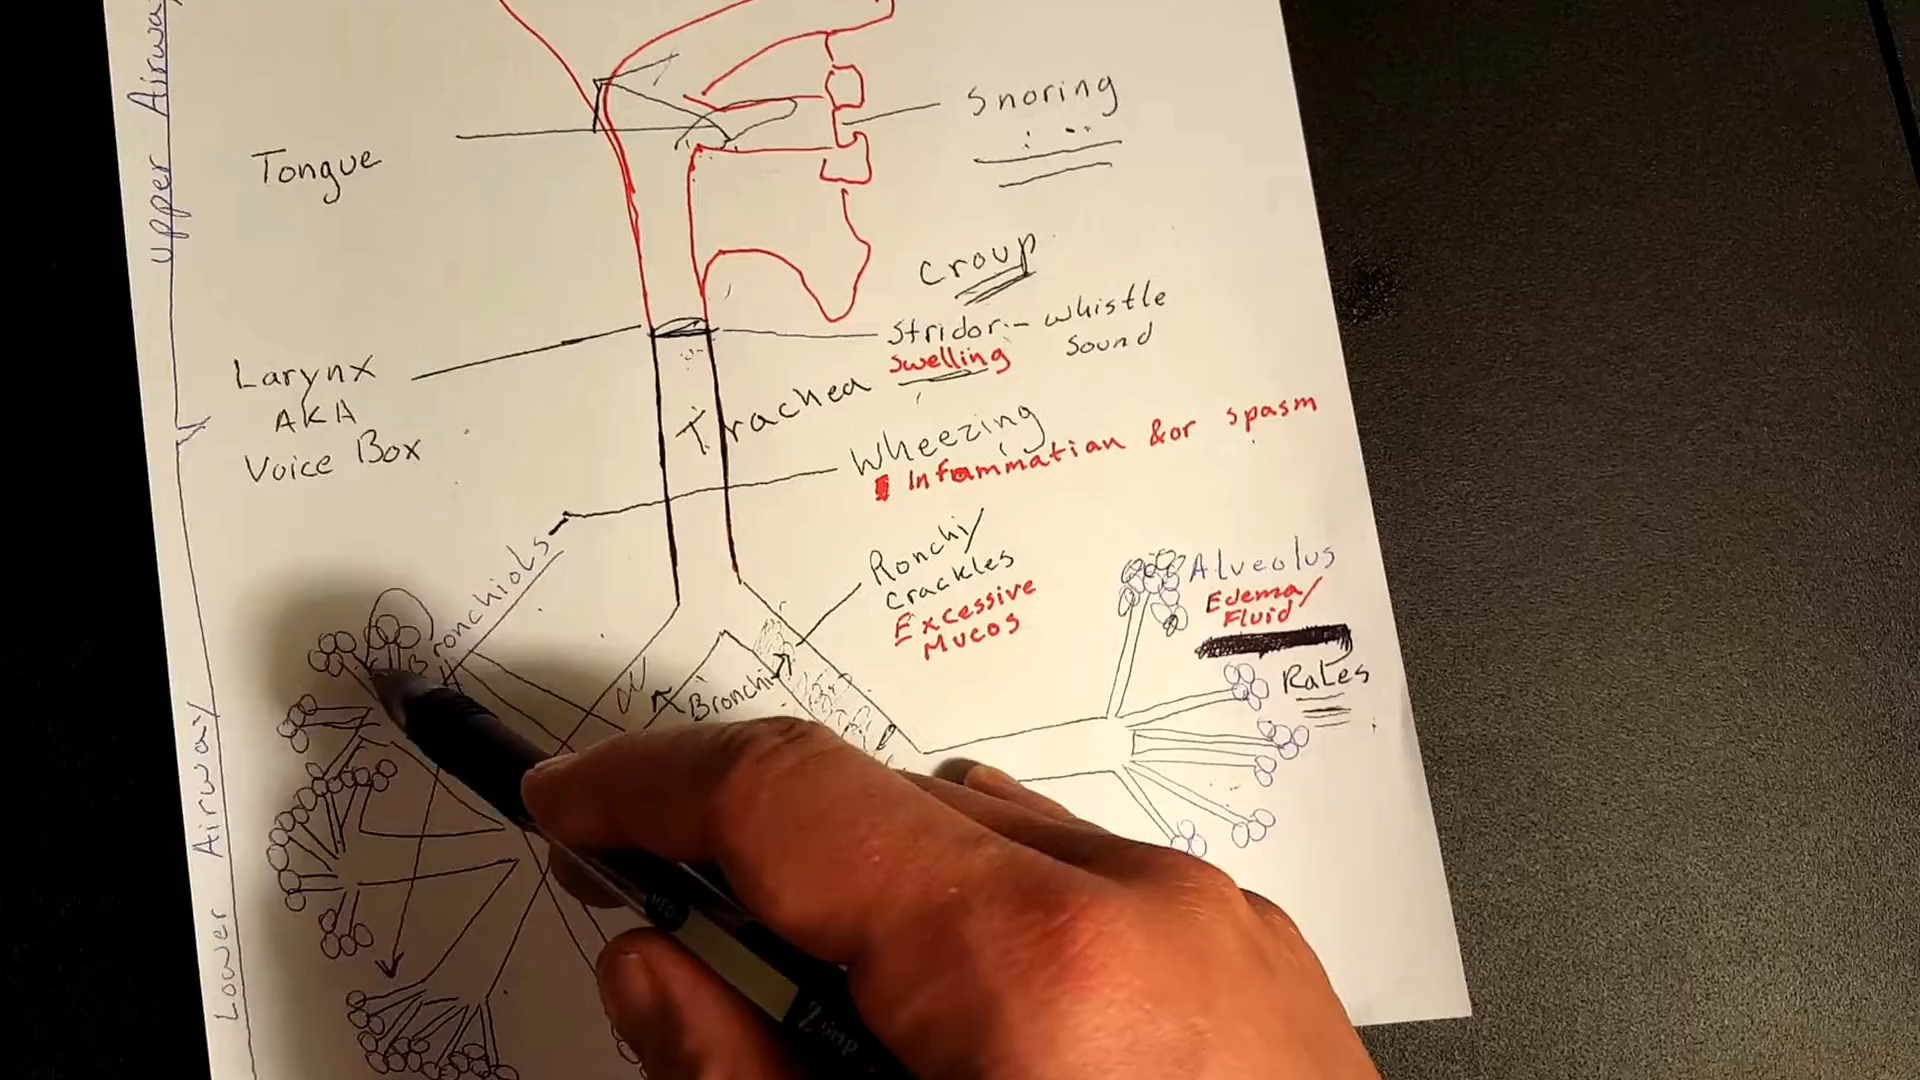 Upper Airway
Tongue
Snoring
Croup
Stridor - whistle
sound
Swelling
Larynx
AKA
Voice Box
Trachea
Wheezing
Infammatian &or spasm
Bronchiols
Ronchi/
crackles
Excessive
Mucos
Bronchi
Alveolus
Edema/
Fluid
Rales
Lower Airway